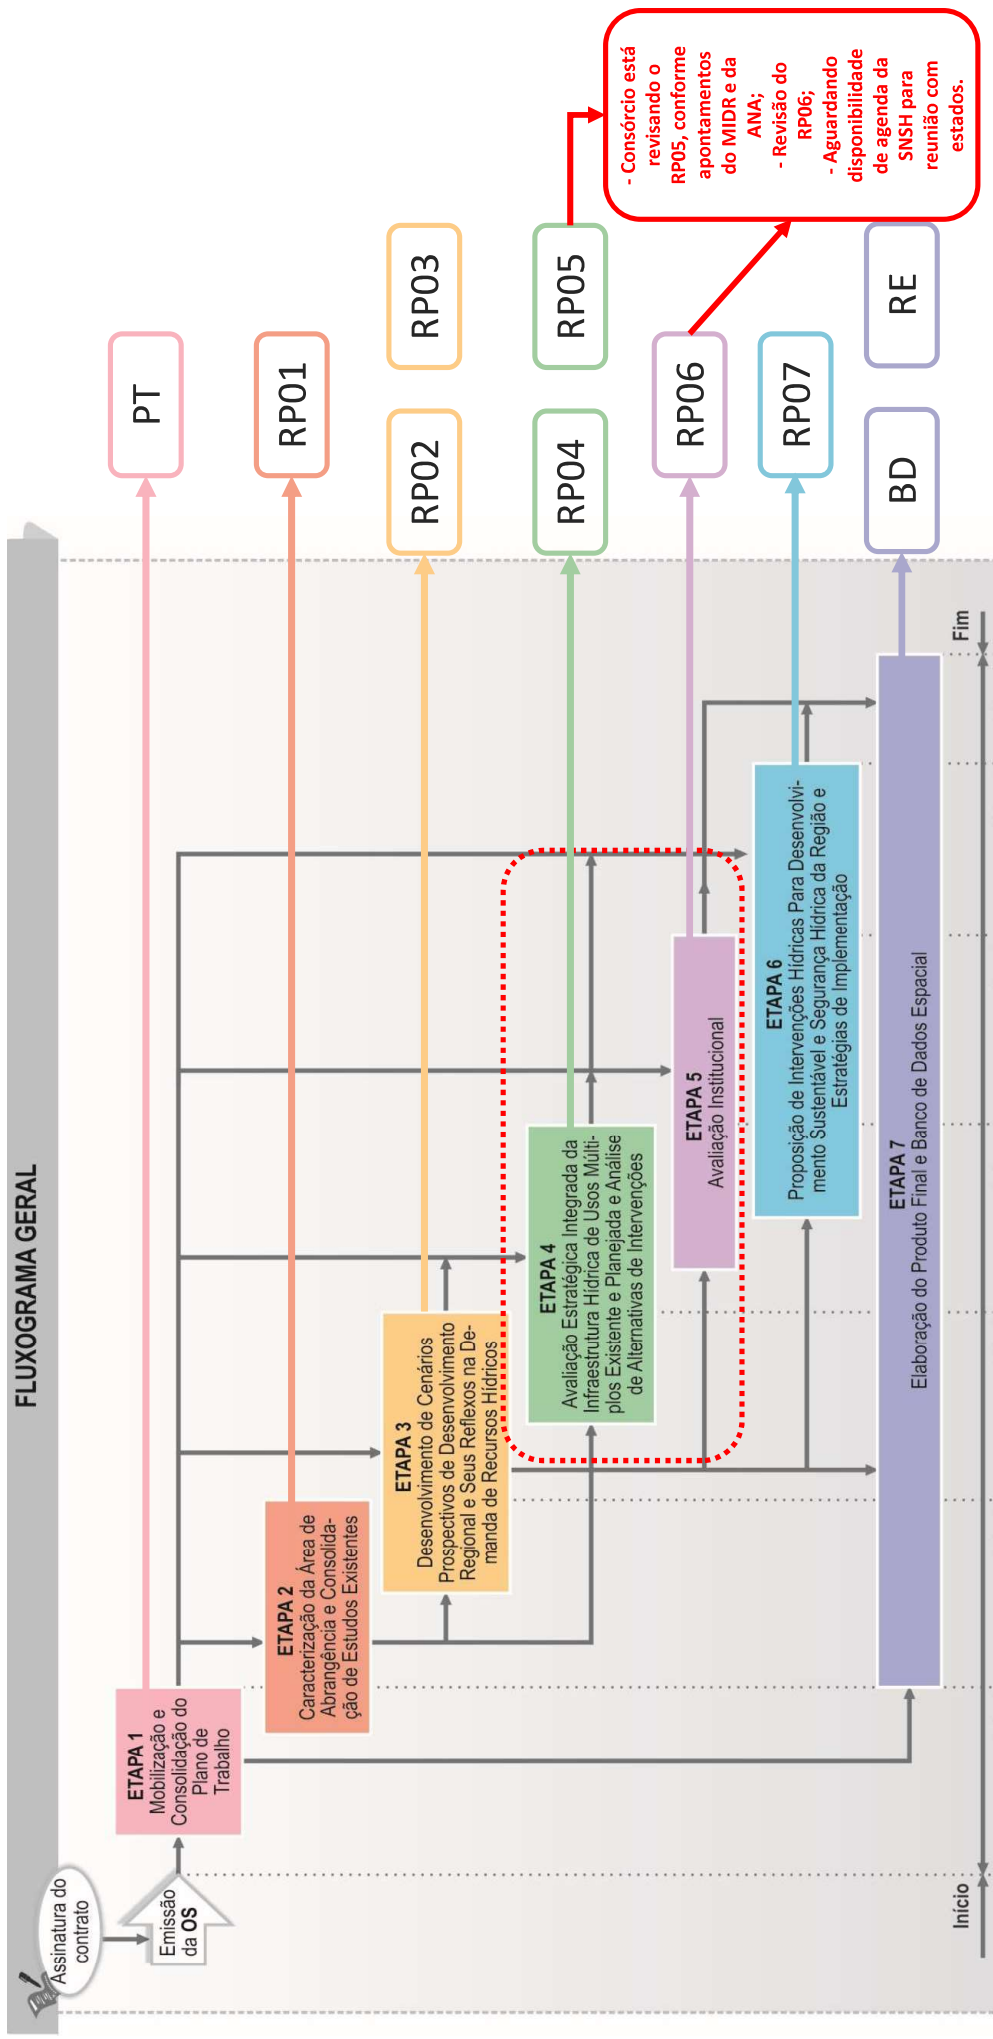 FLUXOGRAMA GERAL
Assinatura do
contrato
Emissão
da OS
ETAPA 1
Mobilização e
Consolidação do
Plano de
Trabalho
PT
ETAPA 2
Caracterização da Área de
Abrangência e Consolida-
ção de Estudos Existentes
RP01
ETAPA 3
Desenvolvimento de Cenários
Prospectivos de Desenvolvimento
Regional e Seus Reflexos na De-
manda de Recursos Hídricos
RP02
RP03
ETAPA 4
Avaliação Estratégica Integrada da
Infraestrutura Hídrica de Usos Múlti-
plos Existente e Planejada e Análise
de Alternativas de Intervenções
RP04
RP05
ETAPA 5
Avaliação Institucional
RP06
ETAPA 6
Proposição de Intervenções Hídricas Para Desenvolvi-
mento Sustentável e Segurança Hídrica da Região e
Estratégias de Implementação
RP07
ETAPA 7
Elaboração do Produto Final e Banco de Dados Espacial
BD
RE
- Consórcio está
revisando o
RP05, conforme
apontamentos
do MIDR e da
ANA;
- Revisão do
RP06;
- Aguardando
disponibilidade
de agenda da
SNSH para
reunião com
estados.
Início
Fim